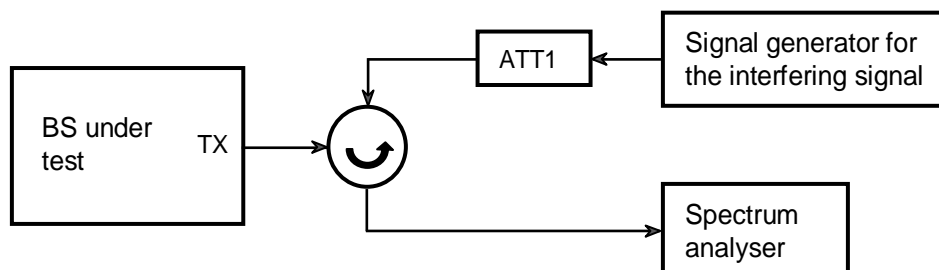 BS under
test
TX
ATT1
Signal generator for
the interfering signal
Spectrum
analyser